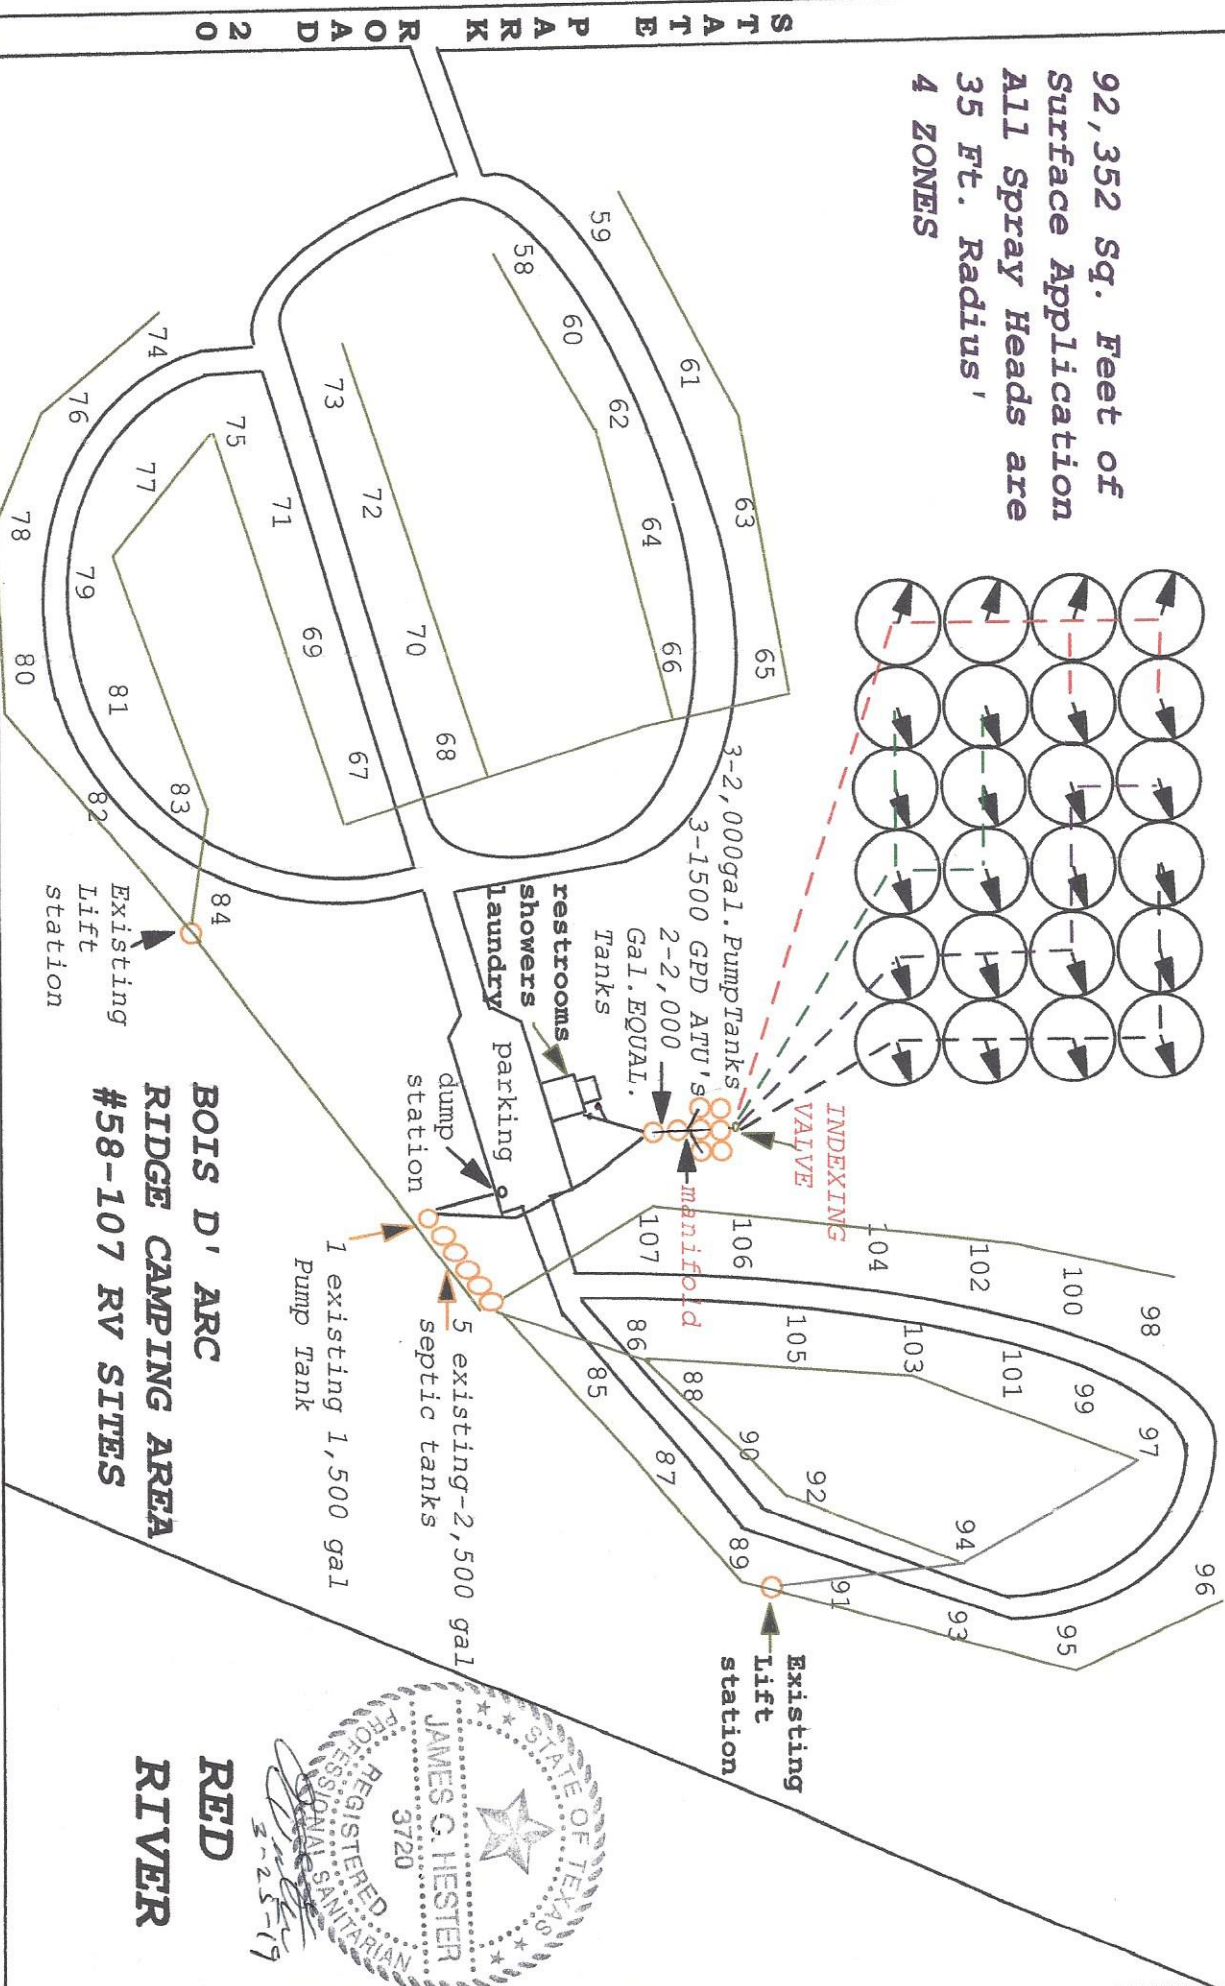 STATE PARK ROAD 20
92,352 Sq. Feet of
Surface Application
All Spray Heads are
35 Ft. Radius'
4 ZONES
59
58
60
61
62
63
64
65
66
73
72
70
68
74
76
75
77
71
78
79
69
80
81
67
82
83
84
3-2,000gal.PumpTanks
3-1500 GPD ATU's
2-2,000
Gal.EQUAL.
Tanks
INDEXING
VALVE
manifold
restrooms
showers
laundry
parking
dump
station
Existing
Lift
station
98
100
102
104
106
107
97
99
101
103
105
86
88
85
90
87
92
94
89
91
93
95
96
Existing
Lift
station
5 existing-2,500 gal
septic tanks
1 existing 1,500 gal
Pump Tank
BOIS D' ARC
RIDGE CAMPING AREA
#58-107 RV SITES
RED
RIVER
STATE OF TEXAS
JAMES G. HESTER
3720
REGISTERED
PROFESSIONAL SANITARIAN
3-25-19